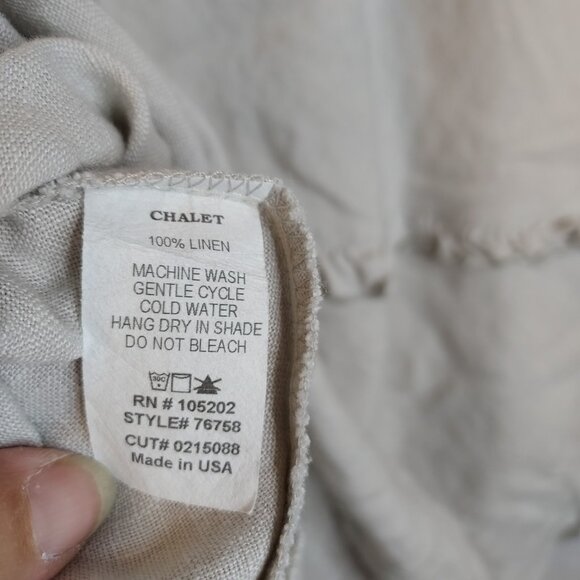 CHALET
100% LINEN
MACHINE WASH
GENTLE CYCLE
COLD WATER
HANG DRY IN SHADE
DO NOT BLEACH
30C
RN # 105202
STYLE# 76758
CUT# 0215088
Made in USA